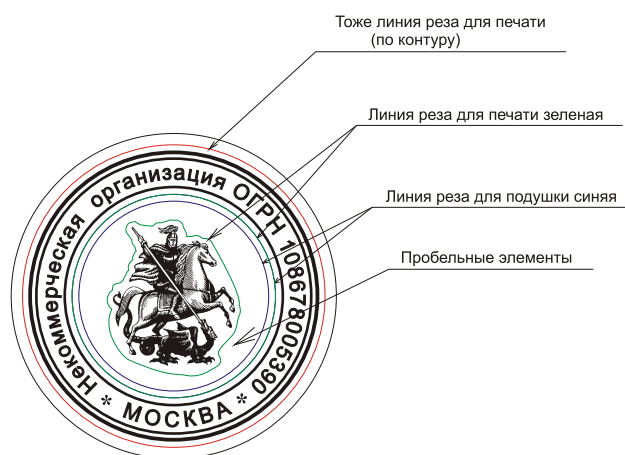 Тоже линия реза для печати
(по контуру)
Линия реза для печати зеленая
Линия реза для подушки синяя
Пробельные элементы
Некоммерческая организация ОГРН 108678005390
* МОСКВА *